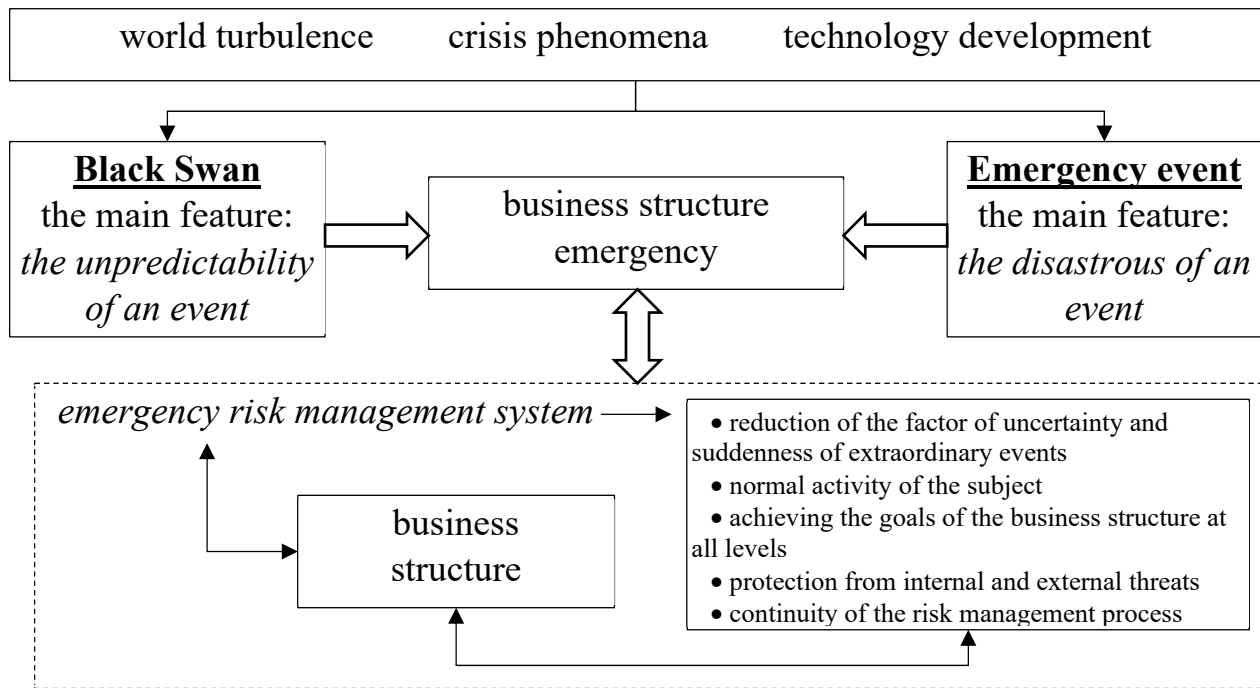 world turbulence crisis phenomena technology development
Black Swan
the main feature:
the unpredictability
of an event
business structure
emergency
Emergency event
the main feature:
the disastrous of an
event
emergency risk management system
• reduction of the factor of uncertainty and
suddenness of extraordinary events
• normal activity of the subject
• achieving the goals of the business structure at
all levels
• protection from internal and external threats
• continuity of the risk management process
business
structure